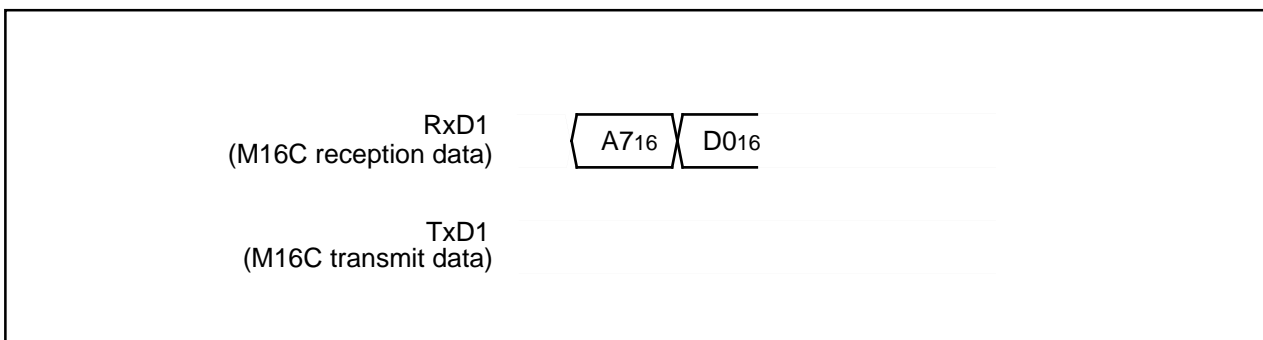 RxD1
(M16C reception data)
A716
D016
TxD1
(M16C transmit data)